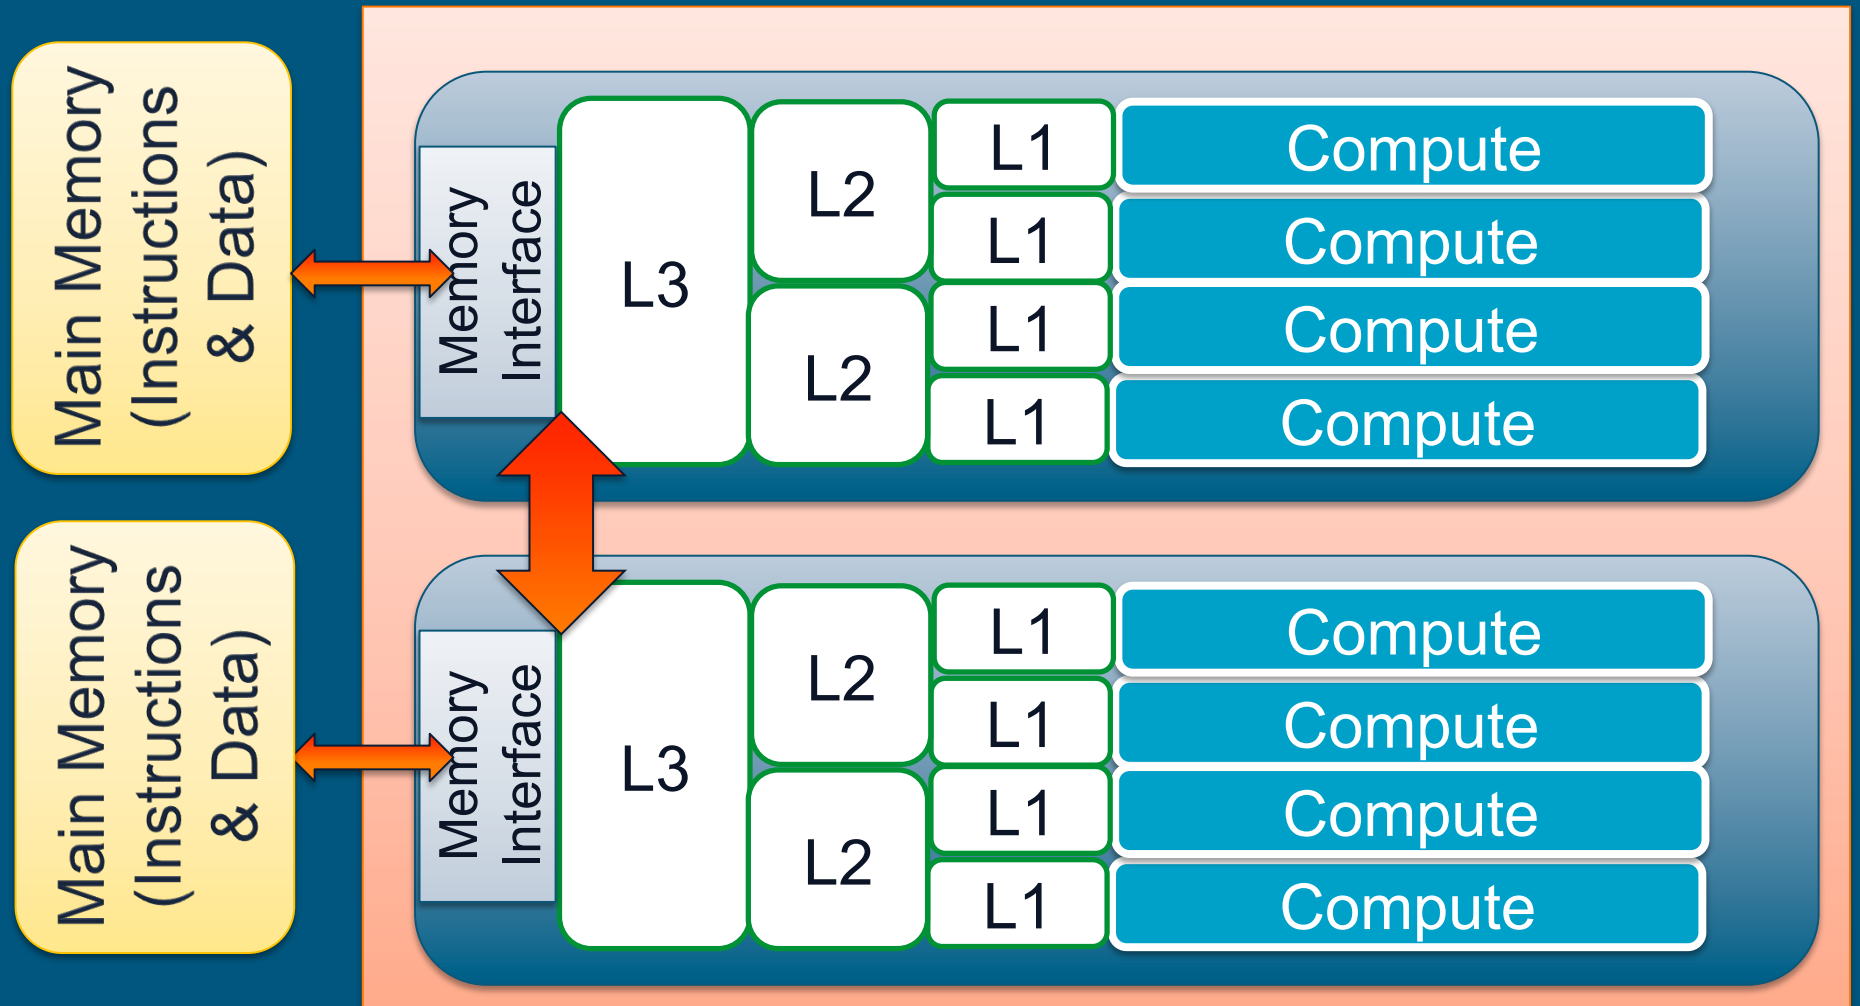 Main Memory
(Instructions
& Data)
Memory
Interface
L3
L2
L2
L1
Compute
L1
Compute
L1
Compute
L1
Compute
Main Memory
(Instructions
& Data)
Memory
Interface
L3
L2
L2
L1
Compute
L1
Compute
L1
Compute
L1
Compute